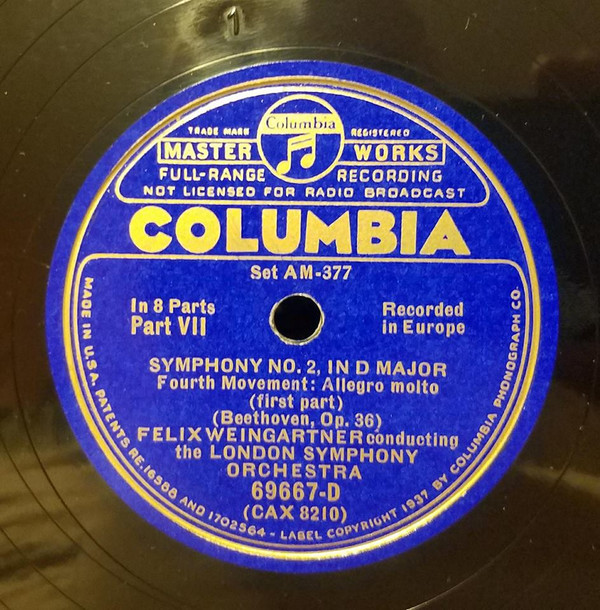 1
TRADE MARK
REGISTERED
Columbia
MASTER WORKS
FULL-RANGE RECORDING
NOT LICENSED FOR RADIO BROADCAST
COLUMBIA
Set AM-377
In 8 Parts
Part VII
Recorded
in Europe
SYMPHONY NO. 2, IN D MAJOR
Fourth Movement: Allegro molto
(first part)
(Beethoven, Op. 36)
FELIX WEINGARTNER conducting
the LONDON SYMPHONY
ORCHESTRA
69667-D
(CAX 8210)
MADE IN U.S.A. PATENTS RE. 16588 AND 1702564 - LABEL COPYRIGHT 1937 BY COLUMBIA PHONOGRAPH CO.